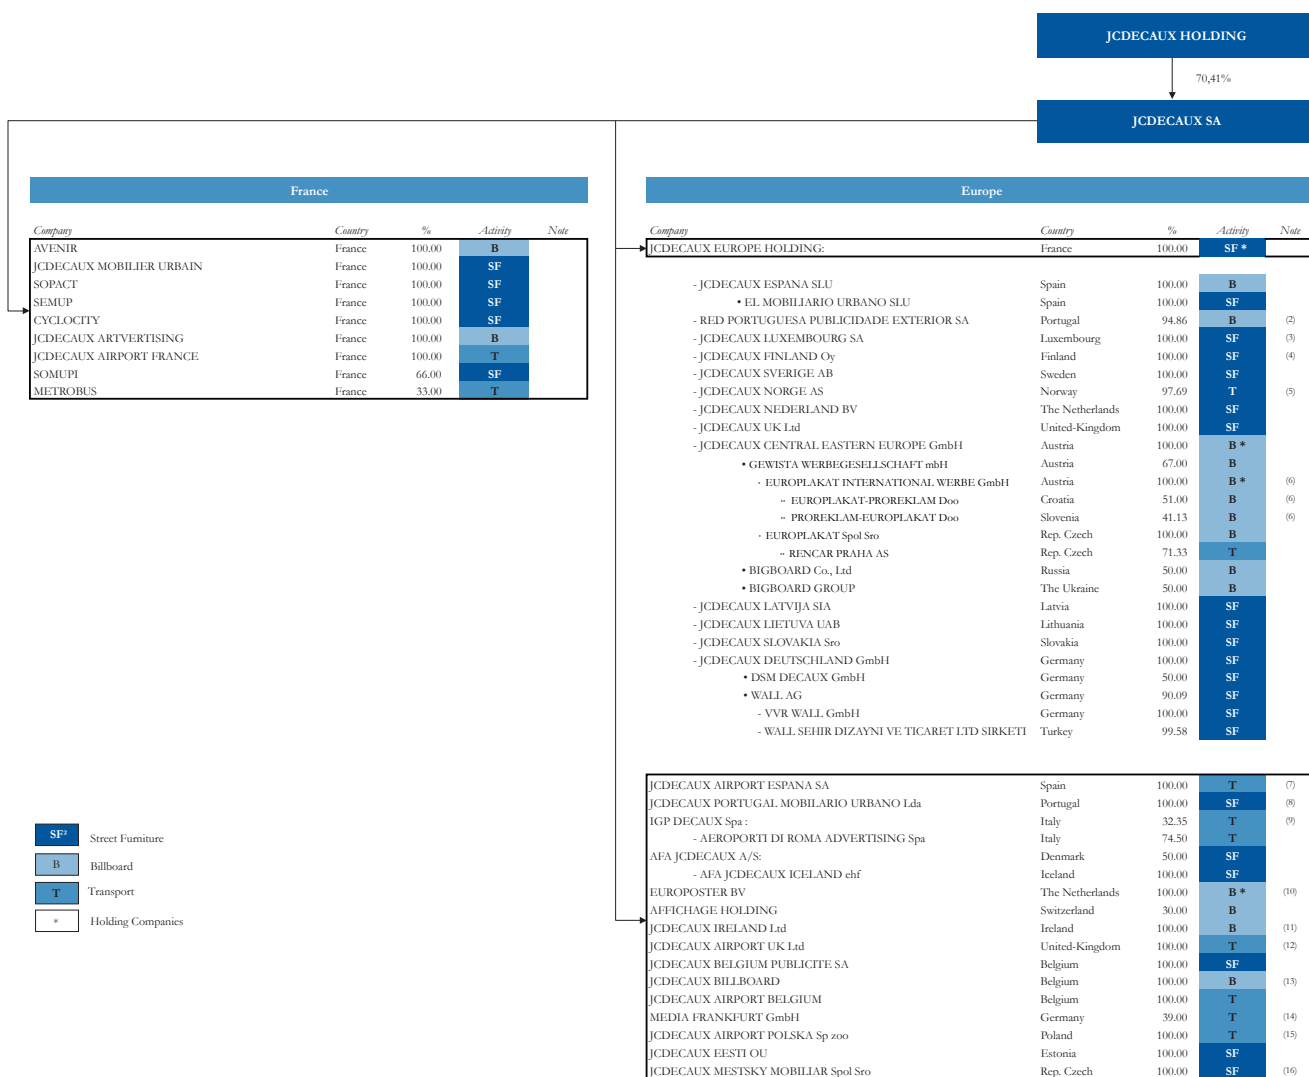 JCDECAUX HOLDING
70,41%
JCDECAUX SA
France
Company Country % Activity Note
AVENIR France 100.00 B
JCDECAUX MOBILIER URBAIN France 100.00 SF
SOPACT France 100.00 SF
SEMUP France 100.00 SF
CYCLOCITY France 100.00 SF
JCDECAUX ARTVERTISING France 100.00 B
JCDECAUX AIRPORT FRANCE France 100.00 T
SOMUPI France 66.00 SF
METROBUS France 33.00 T
Europe
Company Country % Activity Note
JCDECAUX EUROPE HOLDING: France 100.00 SF *
- JCDECAUX ESPANA SLU Spain 100.00 B
• EL MOBILIARIO URBANO SLU Spain 100.00 SF
- RED PORTUGUESA PUBLICIDADE EXTERIOR SA Portugal 94.86 B (2)
- JCDECAUX LUXEMBOURG SA Luxembourg 100.00 SF (3)
- JCDECAUX FINLAND Oy Finland 100.00 SF (4)
- JCDECAUX SVERIGE AB Sweden 100.00 SF
- JCDECAUX NORGE AS Norway 97.69 T (5)
- JCDECAUX NEDERLAND BV The Netherlands 100.00 SF
- JCDECAUX UK Ltd United-Kingdom 100.00 SF
- JCDECAUX CENTRAL EASTERN EUROPE GmbH Austria 100.00 B *
• GEWISTA WERBEGESELLSCHAFT mbH Austria 67.00 B
· EUROPLAKAT INTERNATIONAL WERBE GmbH Austria 100.00 B * (6)
·· EUROPLAKAT-PROREKLAM Doo Croatia 51.00 B (6)
·· PROREKLAM-EUROPLAKAT Doo Slovenia 41.13 B (6)
· EUROPLAKAT Spol Sro Rep. Czech 100.00 B
·· RENCAR PRAHA AS Rep. Czech 71.33 T
• BIGBOARD Co., Ltd Russia 50.00 B
• BIGBOARD GROUP The Ukraine 50.00 B
- JCDECAUX LATVIJA SIA Latvia 100.00 SF
- JCDECAUX LIETUVA UAB Lithuania 100.00 SF
- JCDECAUX SLOVAKIA Sro Slovakia 100.00 SF
- JCDECAUX DEUTSCHLAND GmbH Germany 100.00 SF
• DSM DECAUX GmbH Germany 50.00 SF
• WALL AG Germany 90.09 SF
- VVR WALL GmbH Germany 100.00 SF
- WALL SEHIR DIZAYNI VE TICARET LTD SIRKETI Turkey 99.58 SF
JCDECAUX AIRPORT ESPANA SA Spain 100.00 T (7)
JCDECAUX PORTUGAL MOBILARIO URBANO Lda Portugal 100.00 SF (8)
IGP DECAUX Spa : Italy 32.35 T (9)
- AEROPORTI DI ROMA ADVERTISING Spa Italy 74.50 T
AFA JCDECAUX A/S: Denmark 50.00 SF
- AFA JCDECAUX ICELAND ehf Iceland 100.00 SF
EUROPOSTER BV The Netherlands 100.00 B * (10)
AFFICHAGE HOLDING Switzerland 30.00 B
JCDECAUX IRELAND Ltd Ireland 100.00 B (11)
JCDECAUX AIRPORT UK Ltd United-Kingdom 100.00 T (12)
JCDECAUX BELGIUM PUBLICITE SA Belgium 100.00 SF
JCDECAUX BILLBOARD Belgium 100.00 B (13)
JCDECAUX AIRPORT BELGIUM Belgium 100.00 T
MEDIA FRANKFURT GmbH Germany 39.00 T (14)
JCDECAUX AIRPORT POLSKA Sp zoo Poland 100.00 T (15)
JCDECAUX EESTI OU Estonia 100.00 SF
JCDECAUX MESTSKY MOBILIAR Spol Sro Rep. Czech 100.00 SF (16)
SF² Street Furniture
B Billboard
T Transport
* Holding Companies